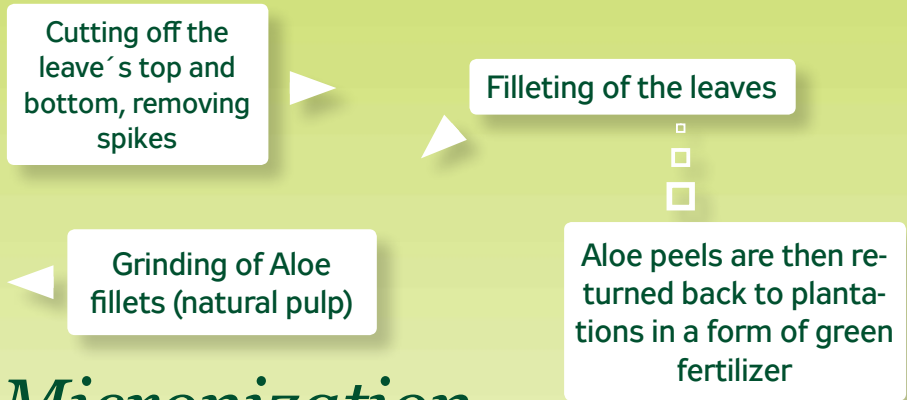 Cutting off the
leave´s top and
bottom, removing
spikes
Filleting of the leaves
Grinding of Aloe
fillets (natural pulp)
Aloe peels are then re-
turned back to planta-
tions in a form of green
fertilizer
Micronization